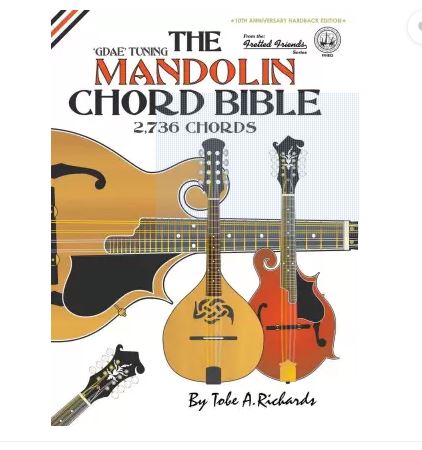 ★10TH ANNIVERSARY HARDBACK EDITION★
'GDAE' TUNING THE
From the:
Fretted Friends
Series
MANDOLIN
CHORD BIBLE
2,736 CHORDS
By Tobe A. Richards